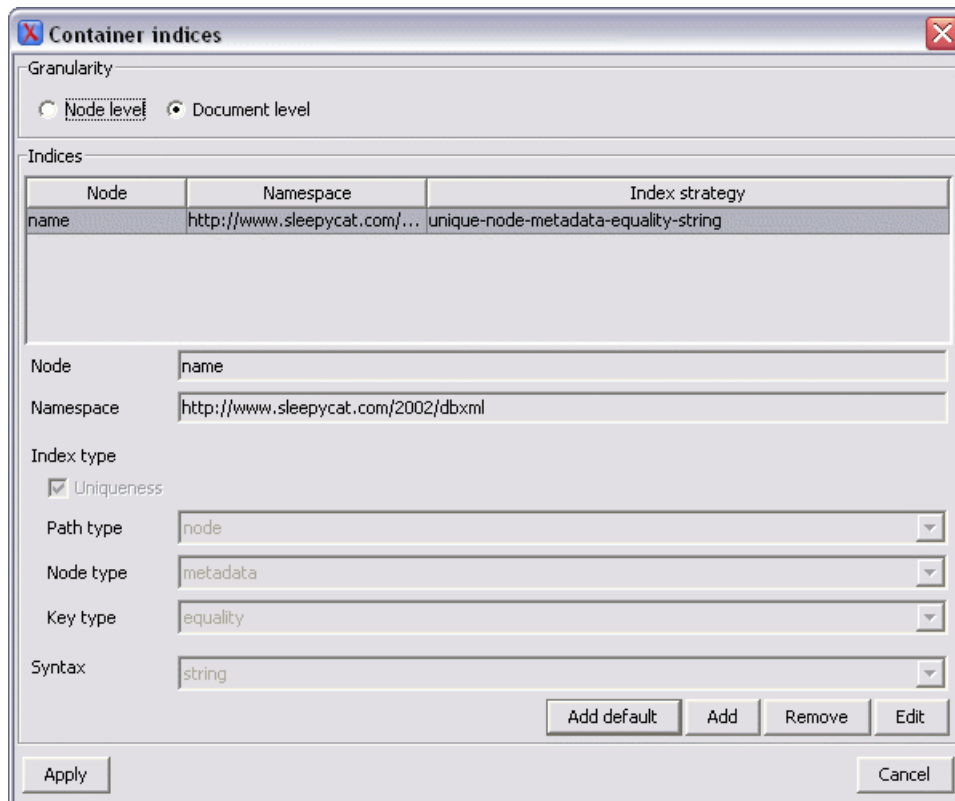 Container indices
Granularity
Node level Document level
Indices
Node Namespace Index strategy
name http://www.sleepycat.com/... unique-node-metadata-equality-string
Node name
Namespace http://www.sleepycat.com/2002/dbxml
Index type
Uniqueness
Path type node
Node type metadata
Key type equality
Syntax string
Add default Add Remove Edit
Apply Cancel